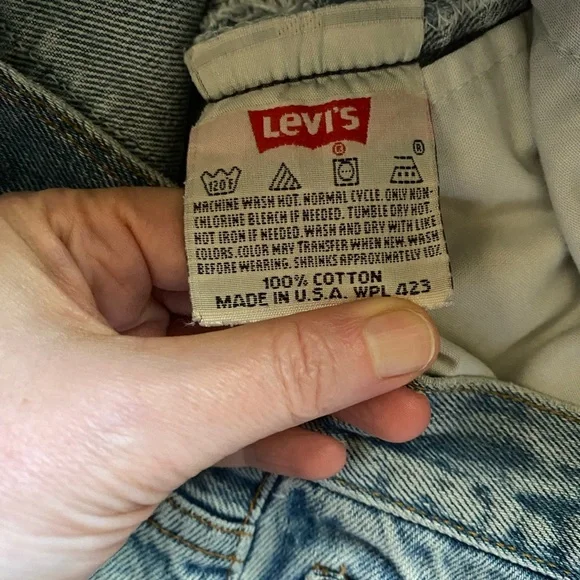 Levi's
®
®
120F
MACHINE WASH HOT. NORMAL CYCLE. ONLY NON-
CHLORINE BLEACH IF NEEDED. TUMBLE DRY HOT.
HOT IRON IF NEEDED. WASH AND DRY WITH LIKE
COLORS. COLOR MAY TRANSFER WHEN NEW. WASH
BEFORE WEARING. SHRINKS APPROXIMATELY 10%.
100% COTTON
MADE IN U.S.A. WPL 423